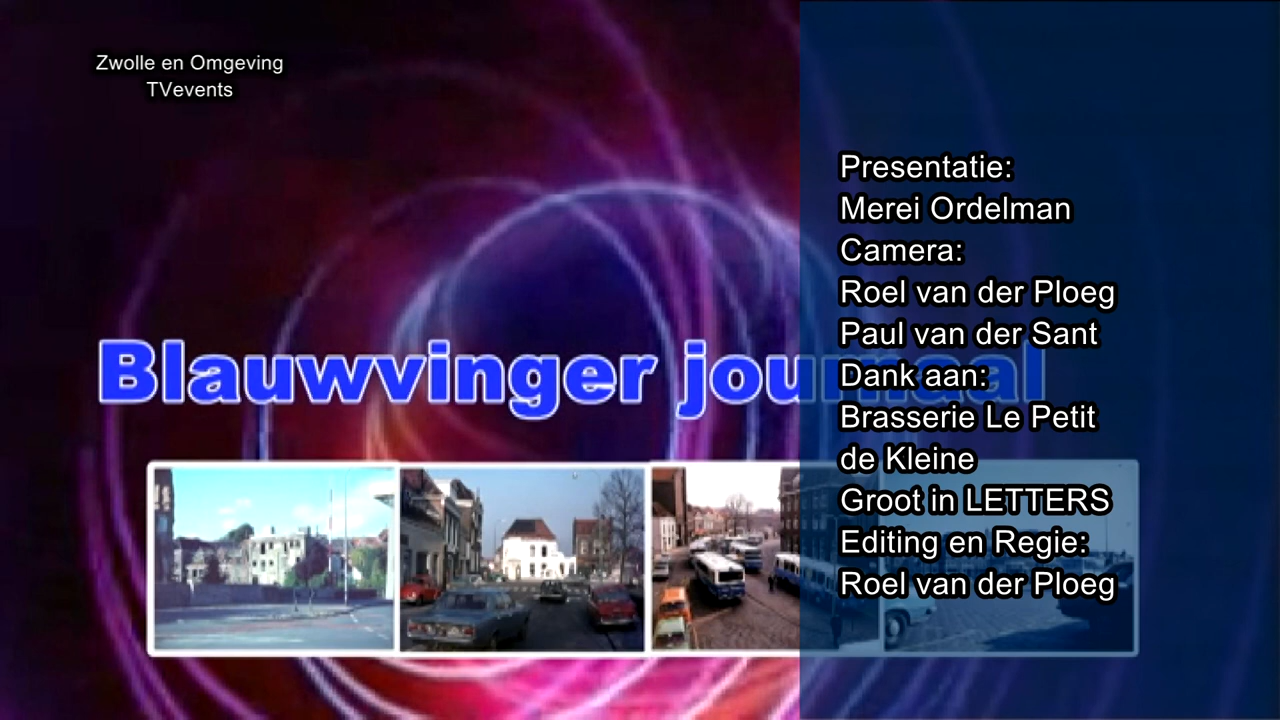 Zwolle en Omgeving
TVevents
Blauwvinger journaal
Presentatie:
Merei Ordelman
Camera:
Roel van der Ploeg
Paul van der Sant
Dank aan:
Brasserie Le Petit
de Kleine
Groot in LETTERS
Editing en Regie:
Roel van der Ploeg